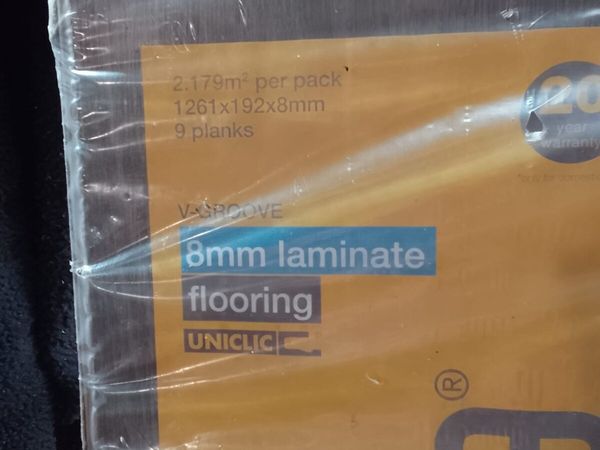 2.179m² per pack
1261x192x8mm
9 planks
20
year
warranty
V-GROOVE
8mm laminate
flooring
UNICLIC
®